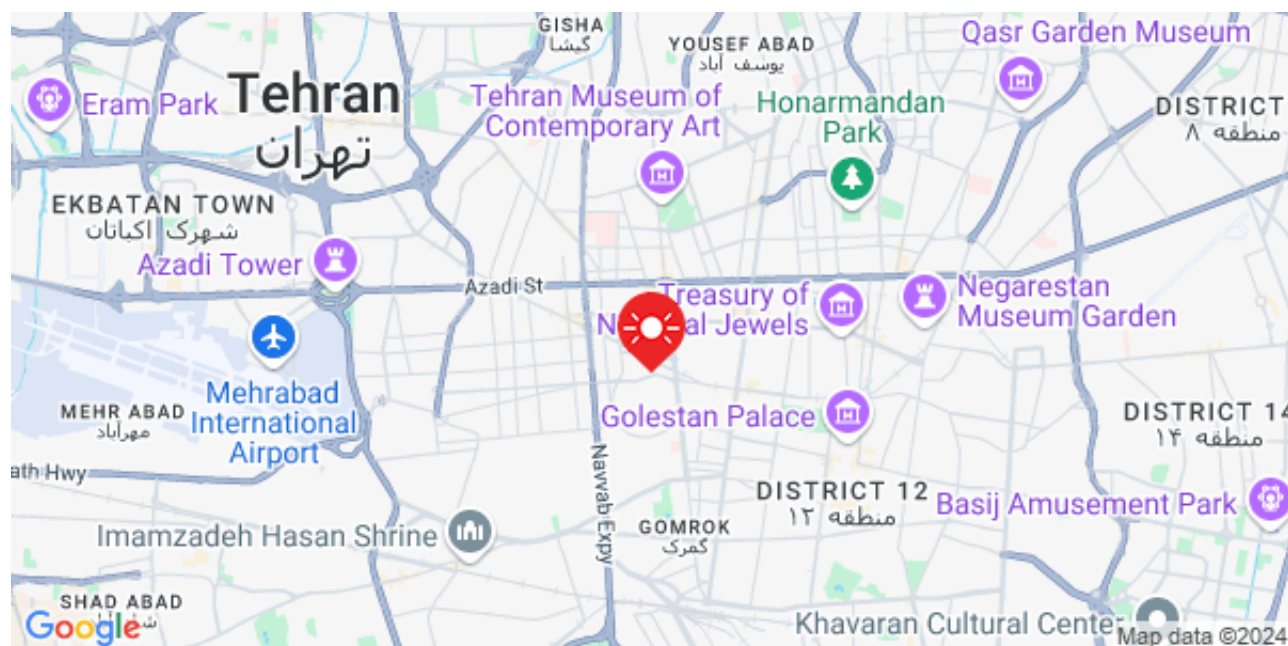 GISHA
گیشا
YOUSEF ABAD
یوسف آباد
Qasr Garden Museum
Eram Park
Tehran
تهران
Tehran Museum of
Contemporary Art
Honarmandan
Park
DISTRICT
منطقه ۸
EKBATAN TOWN
شهرک اکباتان
Azadi Tower
Azadi St
Treasury of
Jewels
Negarestan
Museum Garden
Mehrabad
International
Airport
MEHR ABAD
مهرآباد
Golestan Palace
DISTRICT 14
منطقه ۱۴
ath Hwy
Navvab Expy
DISTRICT 12
منطقه ۱۲
Basij Amusement Park
Imamzadeh Hasan Shrine
GOMROK
گمرک
SHAD ABAD
Google
Khavaran Cultural Center
Map data ©2024